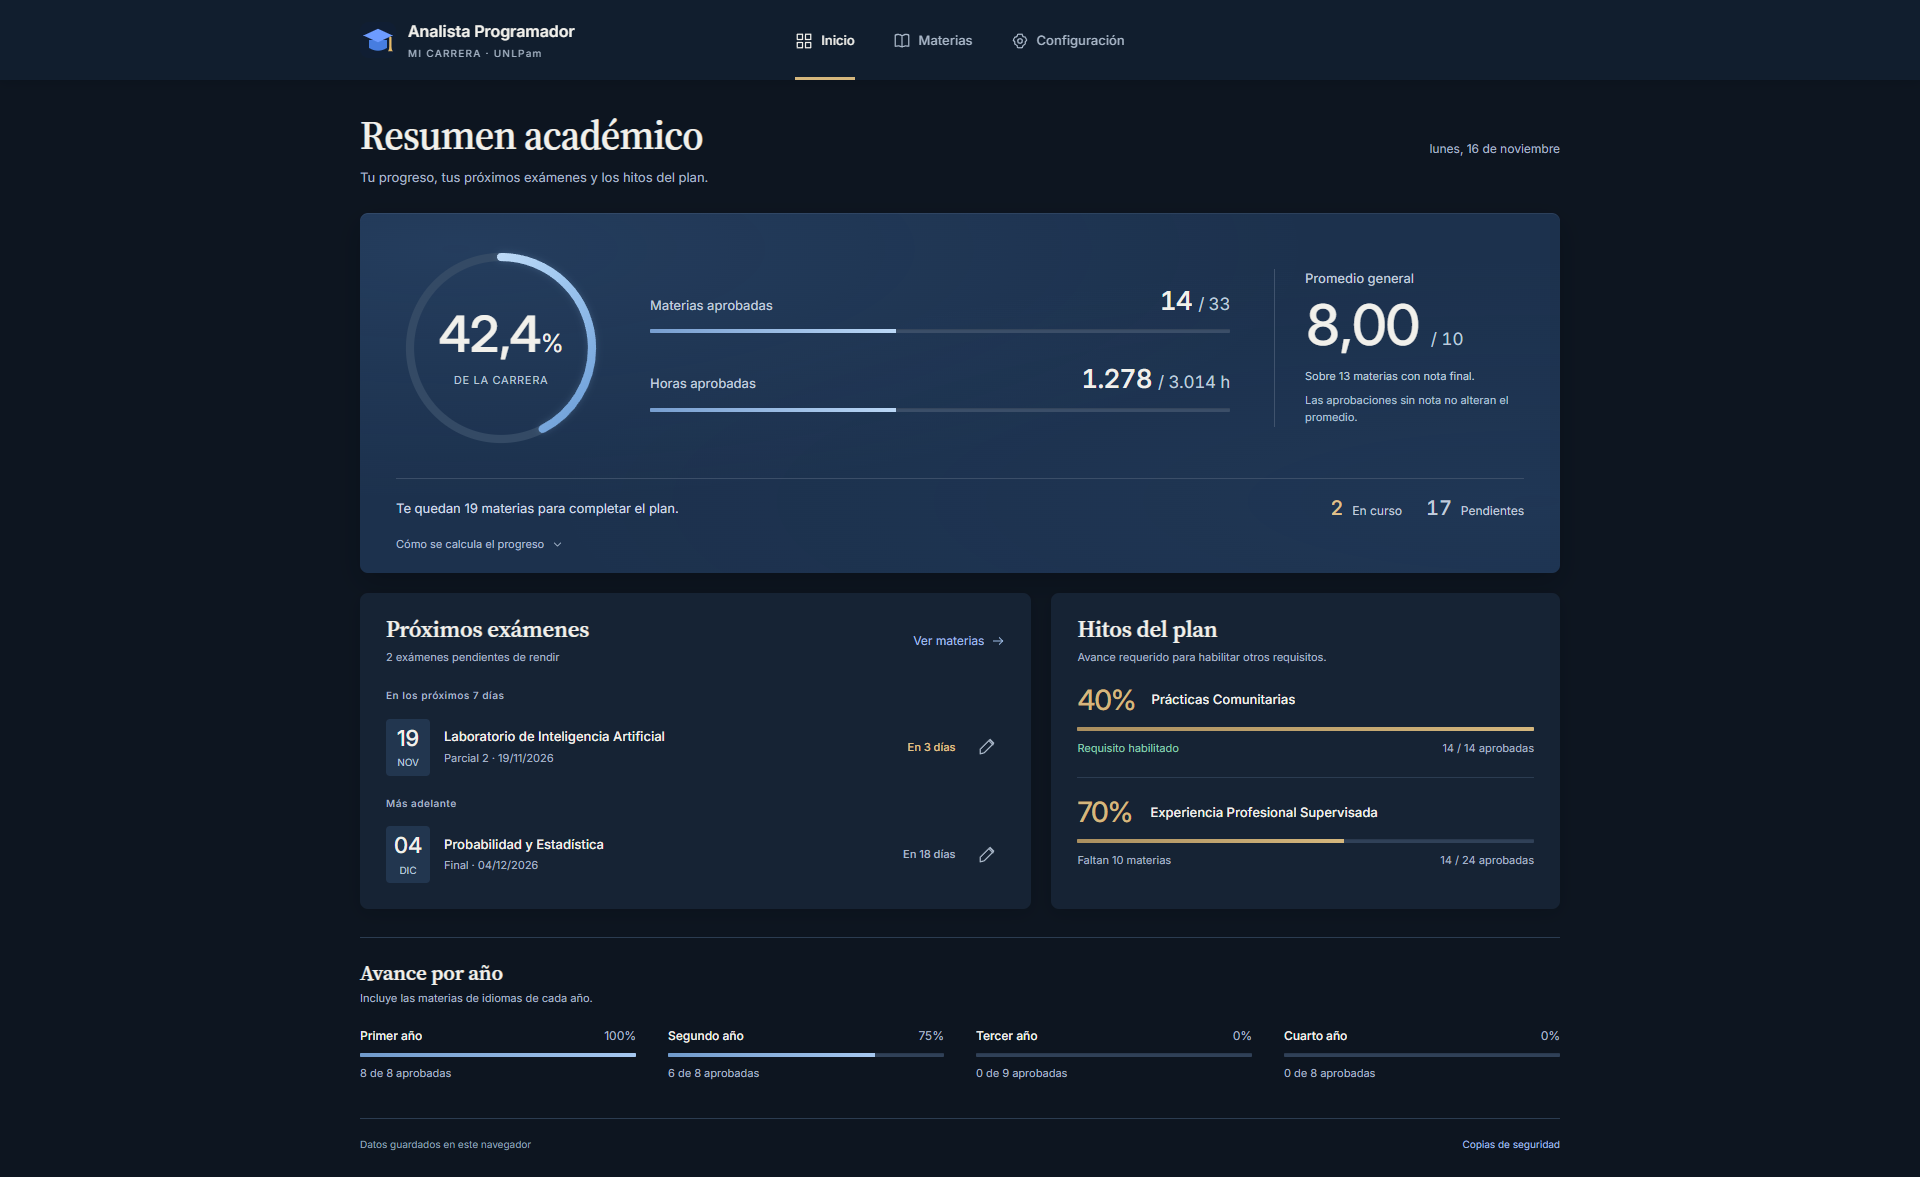 Analista Programador
MI CARRERA · UNLPam
Inicio
Materias
Configuración
Resumen académico
Tu progreso, tus próximos exámenes y los hitos del plan.
lunes, 16 de noviembre
42,4%
DE LA CARRERA
Materias aprobadas
14 / 33
Horas aprobadas
1.278 / 3.014 h
Promedio general
8,00 / 10
Sobre 13 materias con nota final.
Las aprobaciones sin nota no alteran el
promedio.
Te quedan 19 materias para completar el plan.
2 En curso
17 Pendientes
Cómo se calcula el progreso
Próximos exámenes
2 exámenes pendientes de rendir
Ver materias →
En los próximos 7 días
19
NOV
Laboratorio de Inteligencia Artificial
Parcial 2 · 19/11/2026
En 3 días
Más adelante
04
DIC
Probabilidad y Estadística
Final · 04/12/2026
En 18 días
Hitos del plan
Avance requerido para habilitar otros requisitos.
40% Prácticas Comunitarias
Requisito habilitado
14 / 14 aprobadas
70% Experiencia Profesional Supervisada
Faltan 10 materias
14 / 24 aprobadas
Avance por año
Incluye las materias de idiomas de cada año.
Primer año
100%
8 de 8 aprobadas
Segundo año
75%
6 de 8 aprobadas
Tercer año
0%
0 de 9 aprobadas
Cuarto año
0%
0 de 8 aprobadas
Datos guardados en este navegador
Copias de seguridad